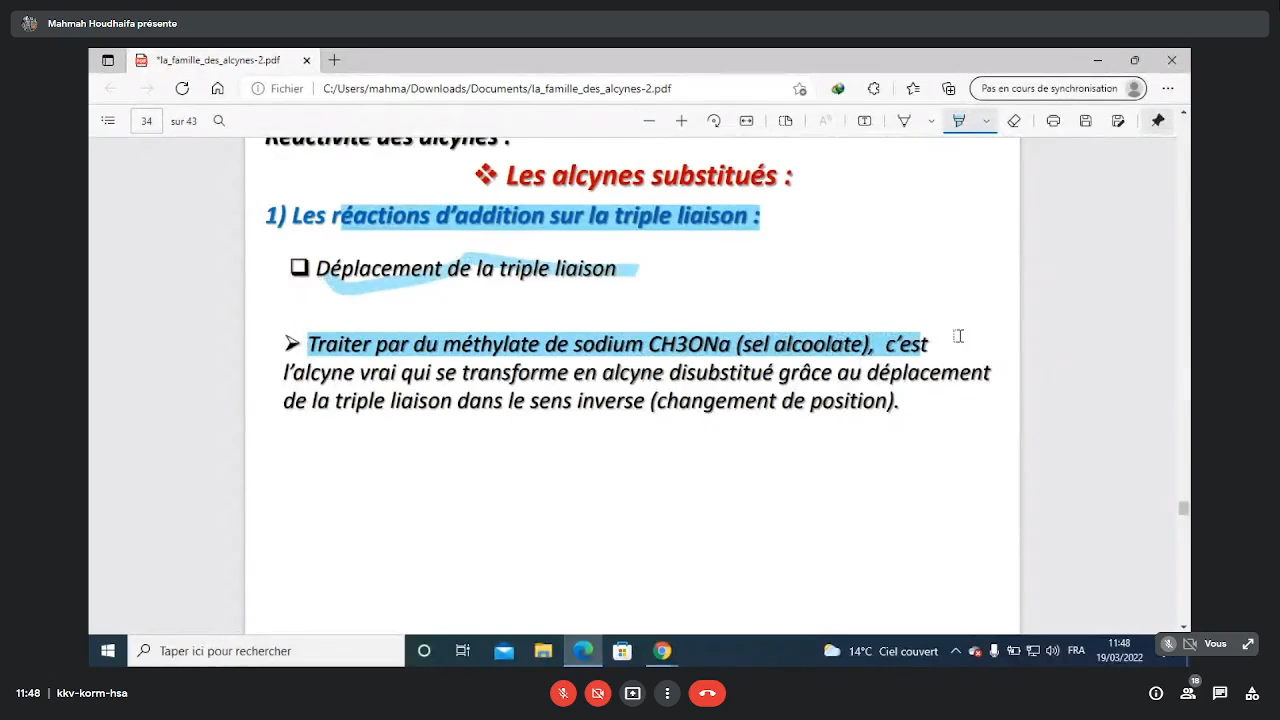 Mahmah Houdhaifa présente
*la_famille_des_alcynes-2.pdf
Fichier C:/Users/mahma/Downloads/Documents/la_famille_des_alcynes-2.pdf
Pas en cours de synchronisation
34 sur 43
Réactivité des alcynes :
Les alcynes substitués :
1) Les réactions d’addition sur la triple liaison :
Déplacement de la triple liaison
Traiter par du méthylate de sodium CH3ONa (sel alcoolate), c’est
l’alcyne vrai qui se transforme en alcyne disubstitué grâce au déplacement
de la triple liaison dans le sens inverse (changement de position).
Taper ici pour rechercher
14°C Ciel couvert
FRA
11:48
19/03/2022
Vous
11:48 kkv-korm-hsa
18